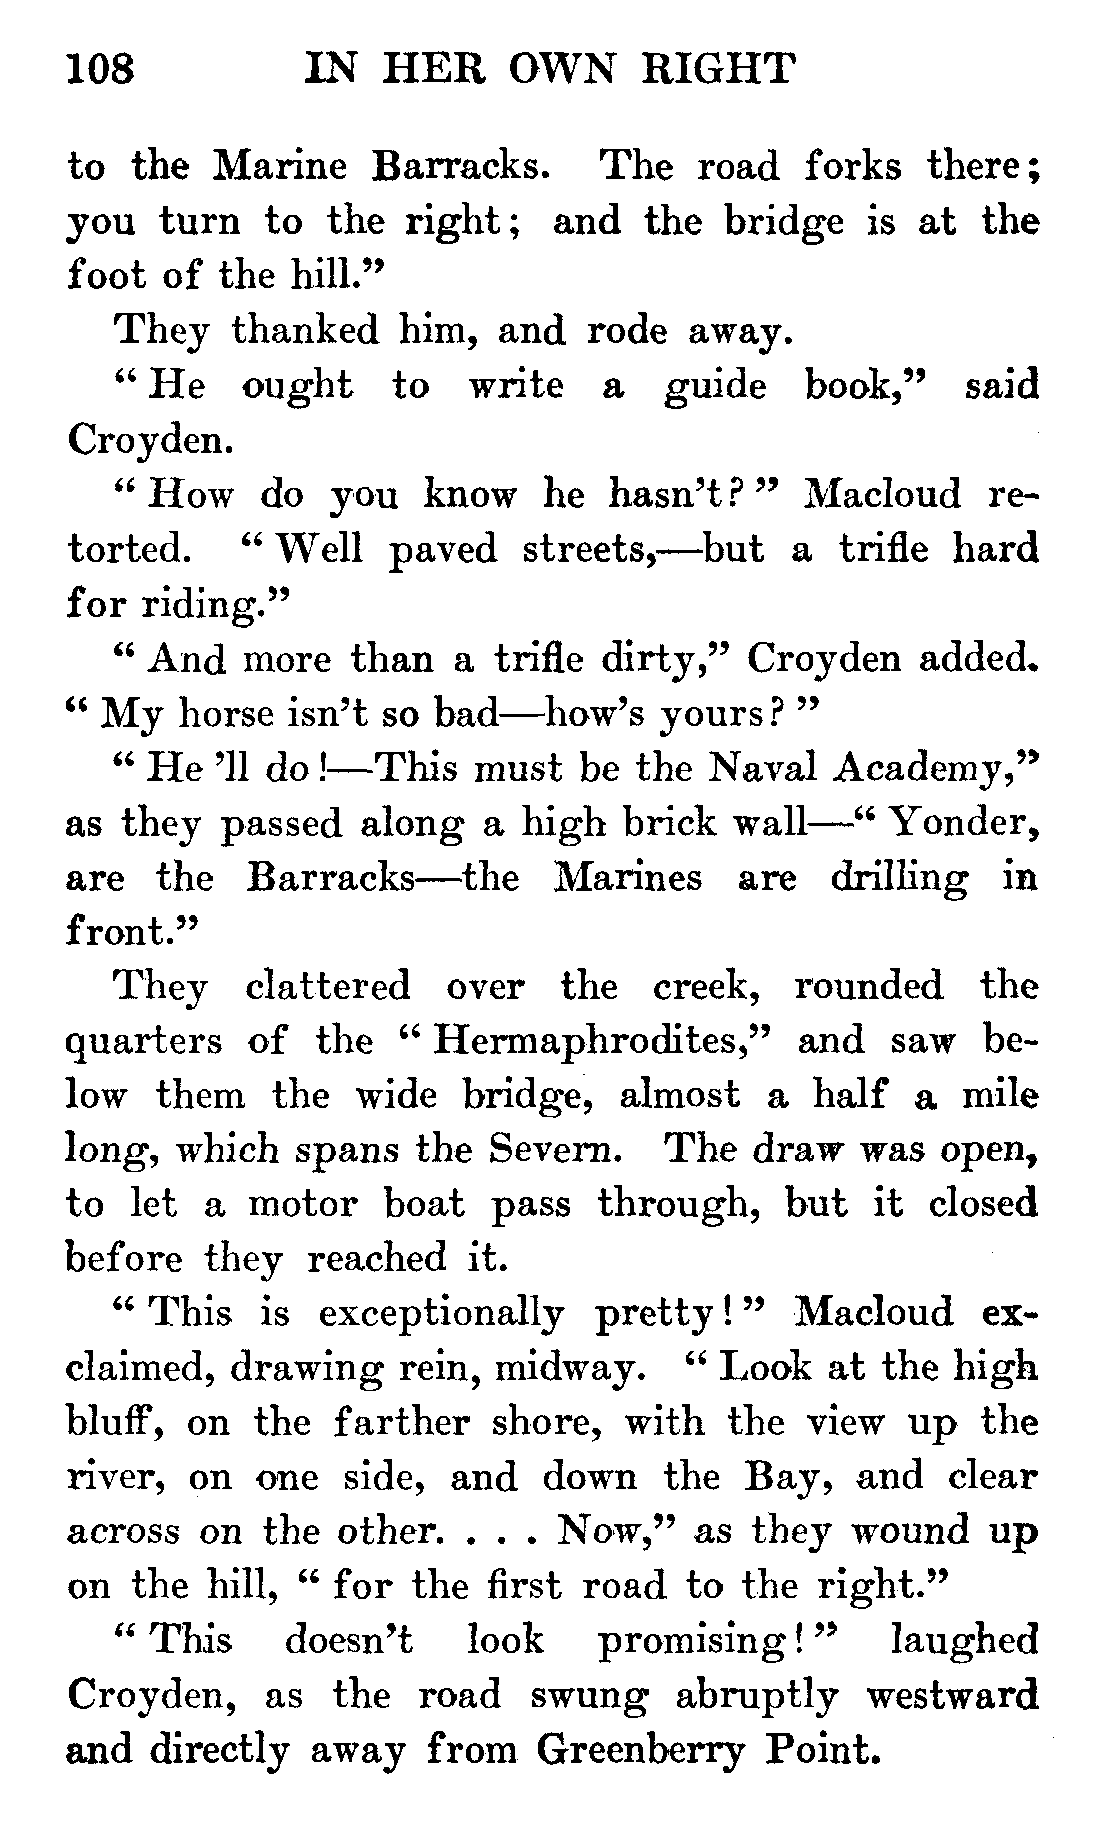 108 IN HER OWN RIGHT
to the Marine Barracks. The road forks there;
you turn to the right; and the bridge is at the
foot of the hill.”
They thanked him, and rode away.
“ He ought to write a guide book,” said
Croyden.
“ How do you know he hasn’t? ” Macloud re-
torted. “ Well paved streets,—but a trifle hard
for riding.”
“ And more than a trifle dirty,” Croyden added.
“ My horse isn’t so bad—how’s yours? ”
“ He ’ll do !—This must be the Naval Academy,”
as they passed along a high brick wall—“ Yonder,
are the Barracks—the Marines are drilling in
front.”
They clattered over the creek, rounded the
quarters of the “ Hermaphrodites,” and saw be-
low them the wide bridge, almost a half a mile
long, which spans the Severn. The draw was open,
to let a motor boat pass through, but it closed
before they reached it.
“ This is exceptionally pretty ! ” Macloud ex-
claimed, drawing rein, midway. “ Look at the high
bluff, on the farther shore, with the view up the
river, on one side, and down the Bay, and clear
across on the other. . . . Now,” as they wound up
on the hill, “ for the first road to the right.”
“ This doesn’t look promising ! ” laughed
Croyden, as the road swung abruptly westward
and directly away from Greenberry Point.